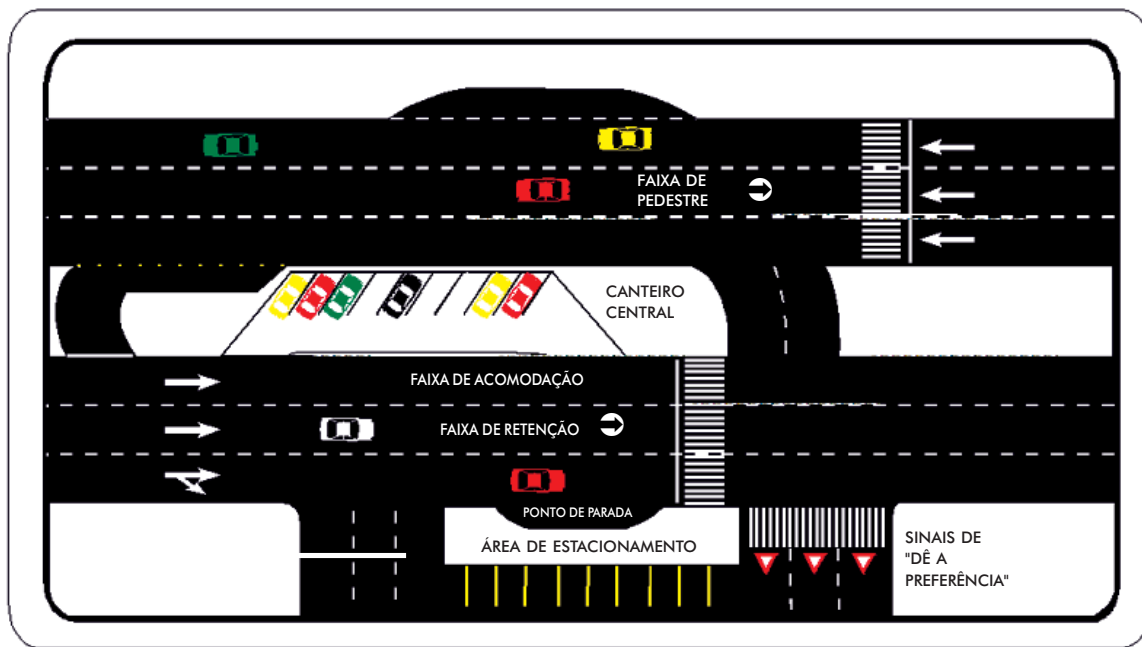 FAIXA DE
PEDESTRE
CANTEIRO
CENTRAL
FAIXA DE ACOMODAÇÃO
FAIXA DE RETENÇÃO
PONTO DE PARADA
ÁREA DE ESTACIONAMENTO
SINAIS DE
"DÊ A
PREFERÊNCIA"